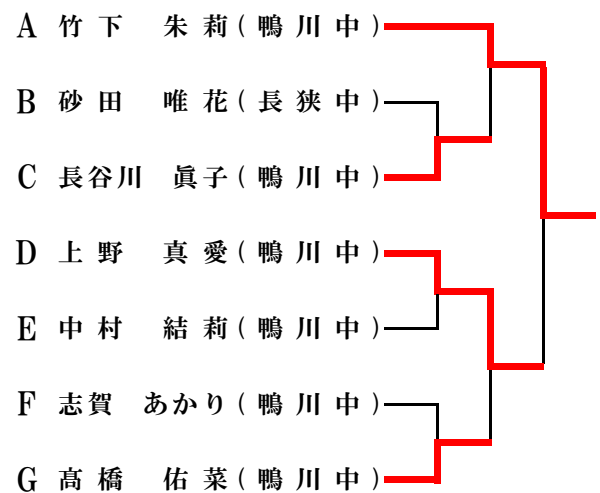 A 竹下 朱莉(鴨川中)
B 砂田 唯花(長狭中)
C 長谷川 眞子(鴨川中)
D 上野 真愛(鴨川中)
E 中村 結莉(鴨川中)
F 志賀 あかり(鴨川中)
G 髙橋 佑菜(鴨川中)